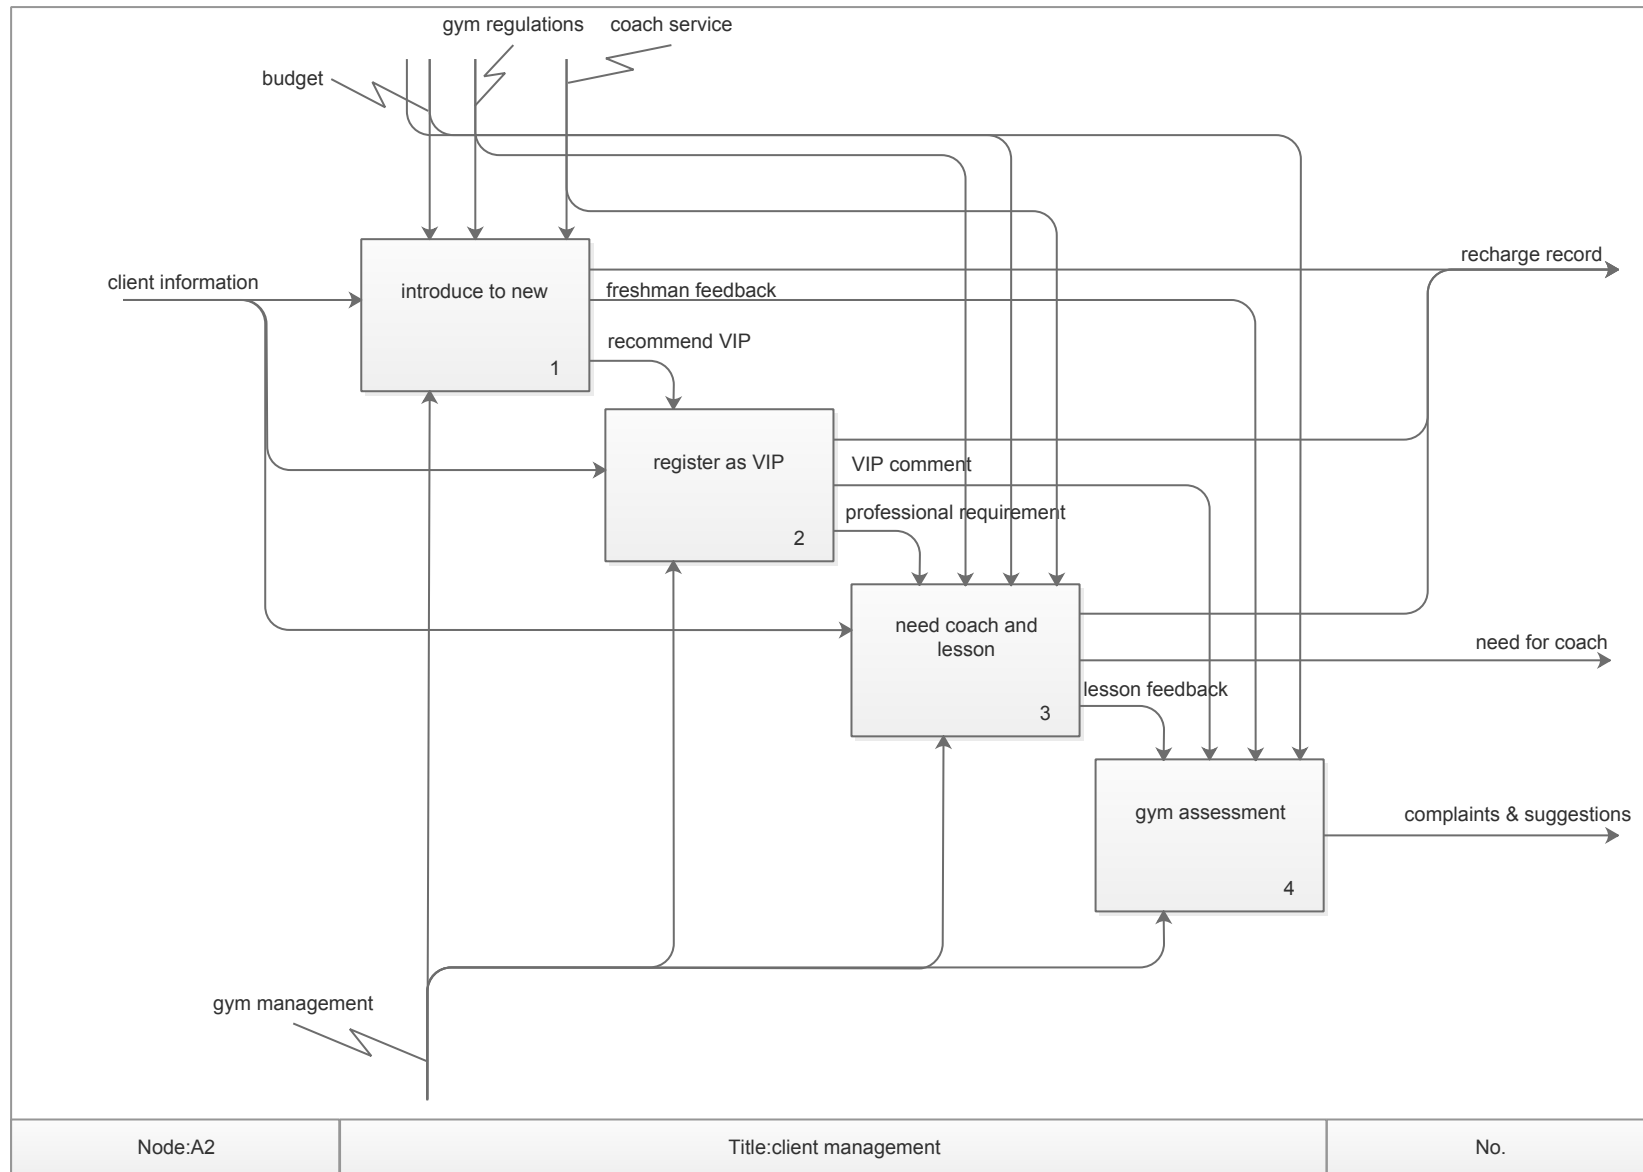 gym regulations
coach service
budget
recharge record
client information
introduce to new
freshman feedback
recommend VIP
1
register as VIP
VIP comment
professional requirement
2
need coach and
lesson
need for coach
lesson feedback
3
gym assessment
complaints & suggestions
4
gym management
Node:A2
Title:client management
No.